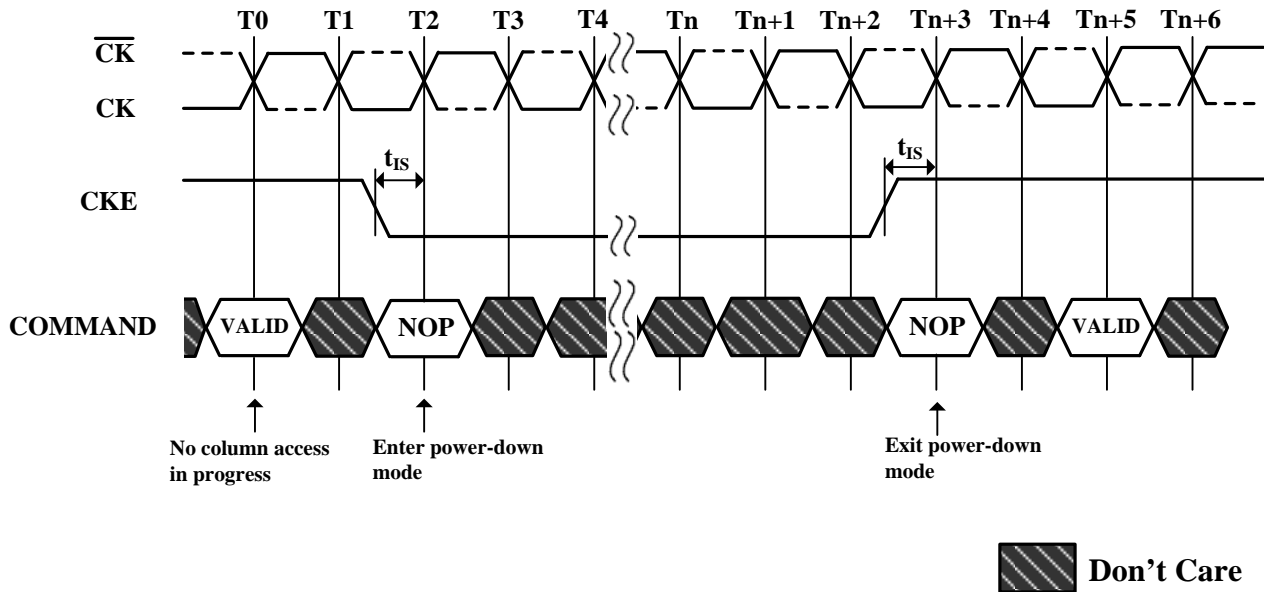 T0 T1 T2 T3 T4 Tn Tn+1 Tn+2 Tn+3 Tn+4 Tn+5 Tn+6
CK
CK
tIS tIS
CKE
COMMAND VALID NOP NOP VALID
No column access
in progress
Enter power-down
mode
Exit power-down
mode
Don't Care